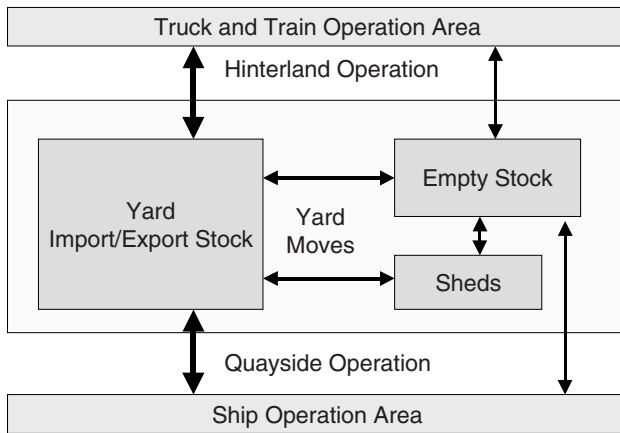 Truck and Train Operation Area
Hinterland Operation
Yard
Import/Export Stock
Yard
Moves
Empty Stock
Sheds
Quayside Operation
Ship Operation Area